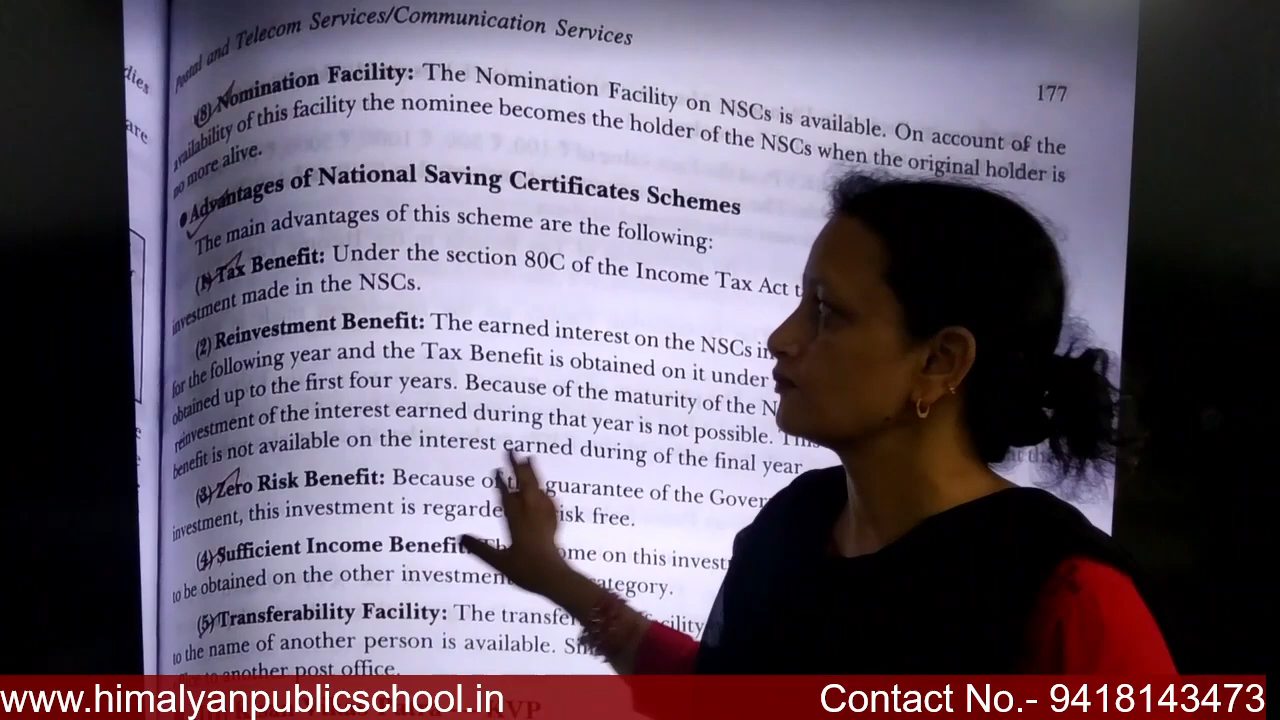 dies
are
Postal and Telecom Services/Communication Services
177
(8) Nomination Facility: The Nomination Facility on NSCs is available. On account of the
availability of this facility the nominee becomes the holder of the NSCs when the original holder is
no more alive.
● Advantages of National Saving Certificates Schemes
The main advantages of this scheme are the following:
(1) Tax Benefit: Under the section 80C of the Income Tax Act
investment made in the NSCs.
(2) Reinvestment Benefit: The earned interest on the NSCs
for the following year and the Tax Benefit is obtained on it under
obtained up to the first four years. Because of the maturity of the
reinvestment of the interest earned during that year is not possible.
benefit is not available on the interest earned during of the final year
(3) Zero Risk Benefit: Because of guarantee of the
investment, this investment is free.
(4) Sufficient Income Benefit: on this
to be obtained on the other
(5) Transferability Facility: The
to the name of another person is available.
another post office.
KVP
www.himalyanpublicschool.in
Contact No.- 9418143473